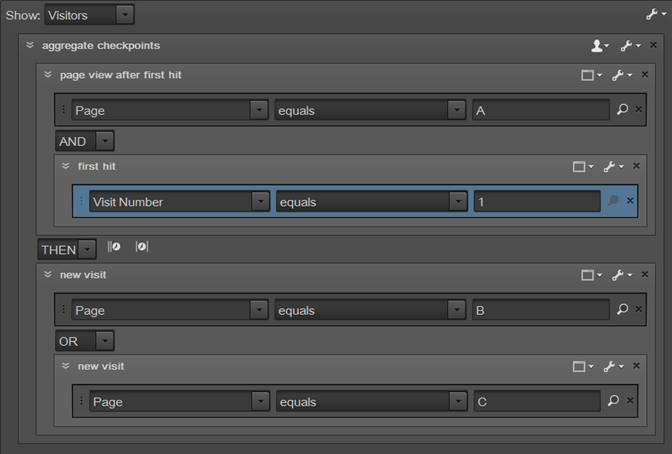 Show: Visitors
aggregate checkpoints
page view after first hit
Page equals A
AND
first hit
Visit Number equals 1
THEN
new visit
Page equals B
OR
new visit
Page equals C